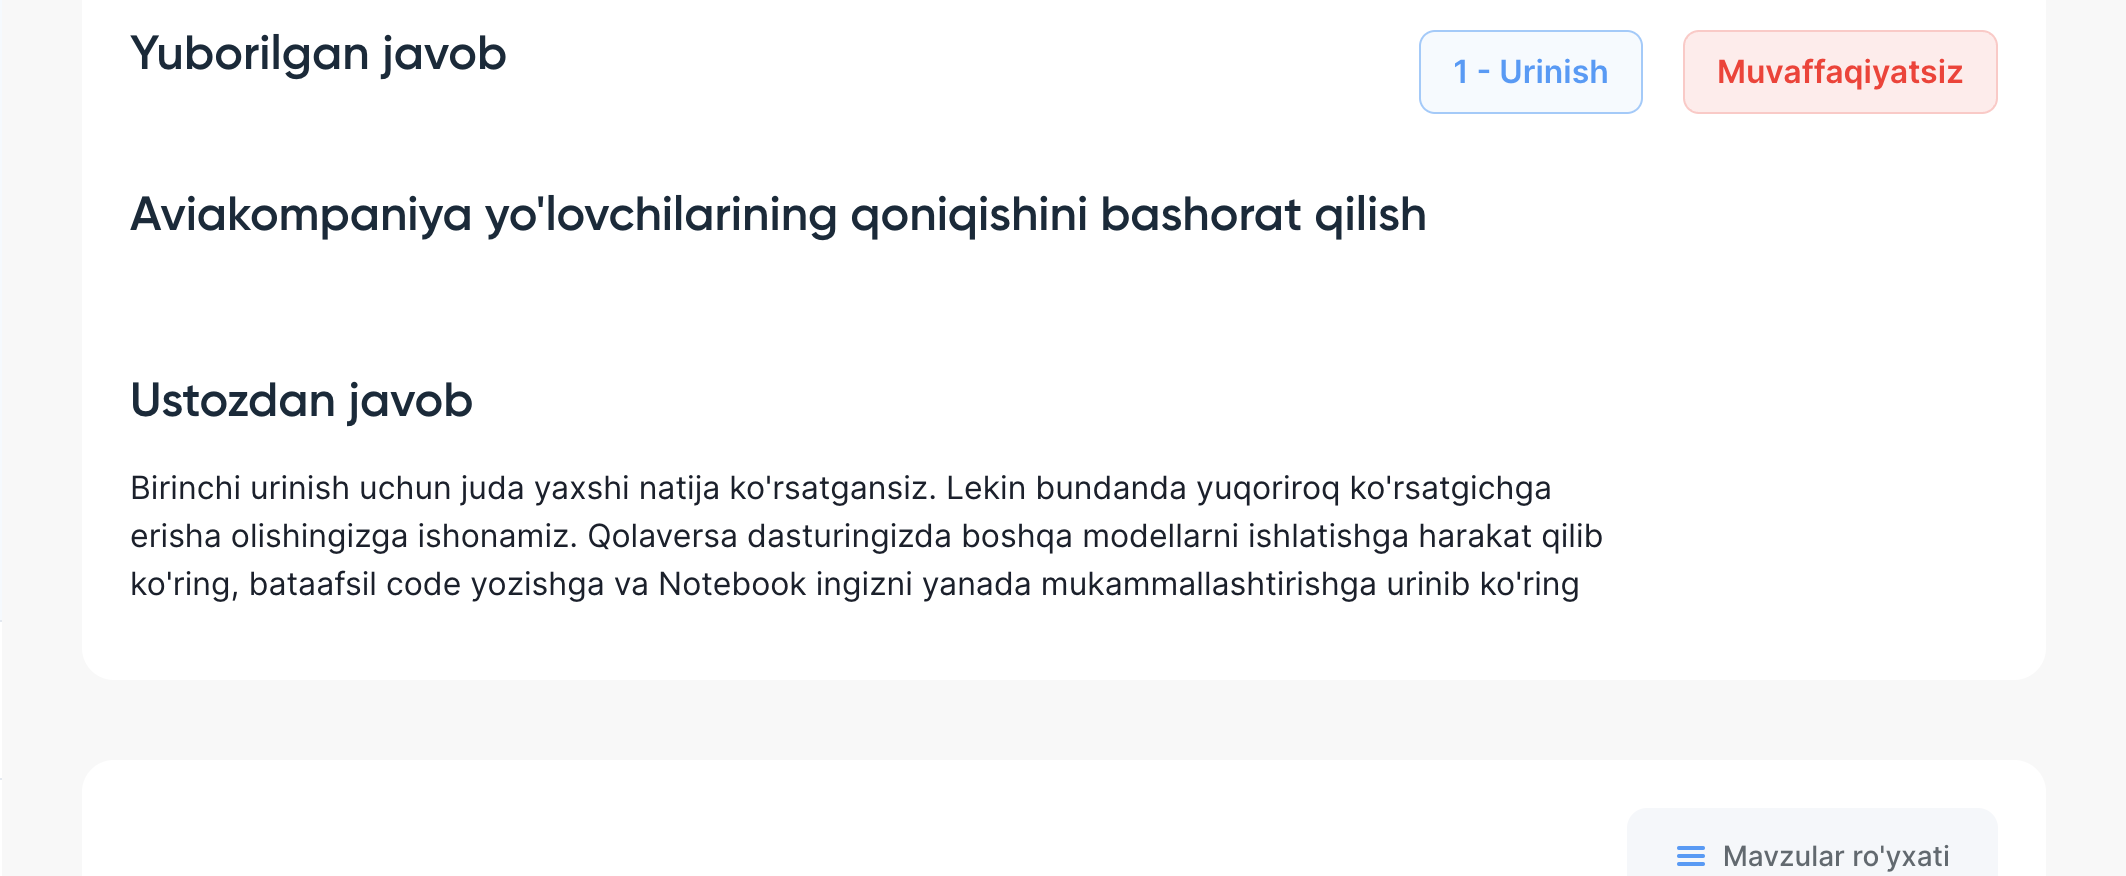 Yuborilgan javob
1 - Urinish
Muvaffaqiyatsiz
Aviakompaniya yo'lovchilarining qoniqishini bashorat qilish
Ustozdan javob
Birinchi urinish uchun juda yaxshi natija ko'rsatgansiz. Lekin bundanda yuqoriroq ko'rsatgichga
erisha olishingizga ishonamiz. Qolaversa dasturingizda boshqa modellarni ishlatishga harakat qilib
ko'ring, bataafsil code yozishga va Notebook ingizni yanada mukammallashtirishga urinib ko'ring
Mavzular ro'yxati